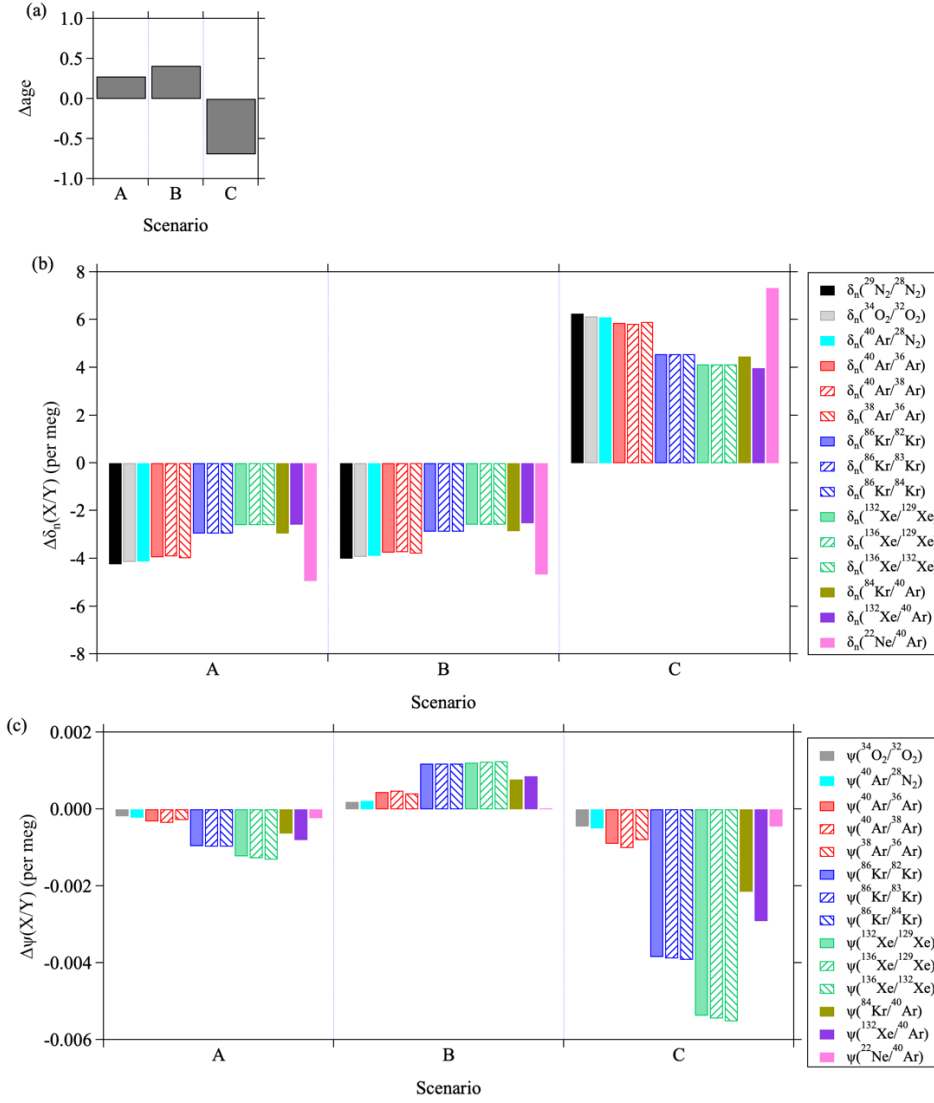 (a)
1.0
0.5
0.0
-0.5
-1.0
Δage
A B C
Scenario
(b)
8
6
4
2
0
-2
-4
-6
-8
Δδn(X/Y) (per meg)
A B C
Scenario
δn(29N2/28N2)
δn(34O2/32O2)
δn(40Ar/28N2)
δn(40Ar/36Ar)
δn(40Ar/38Ar)
δn(38Ar/36Ar)
δn(86Kr/82Kr)
δn(86Kr/83Kr)
δn(86Kr/84Kr)
δn(132Xe/129Xe)
δn(136Xe/129Xe)
δn(136Xe/132Xe)
δn(84Kr/40Ar)
δn(132Xe/40Ar)
δn(22Ne/40Ar)
(c)
0.002
0.000
-0.002
-0.004
-0.006
Δψ(X/Y) (per meg)
A B C
Scenario
ψ(34O2/32O2)
ψ(40Ar/28N2)
ψ(40Ar/36Ar)
ψ(40Ar/38Ar)
ψ(38Ar/36Ar)
ψ(86Kr/82Kr)
ψ(86Kr/83Kr)
ψ(86Kr/84Kr)
ψ(132Xe/129Xe)
ψ(136Xe/129Xe)
ψ(136Xe/132Xe)
ψ(84Kr/40Ar)
ψ(132Xe/40Ar)
ψ(22Ne/40Ar)